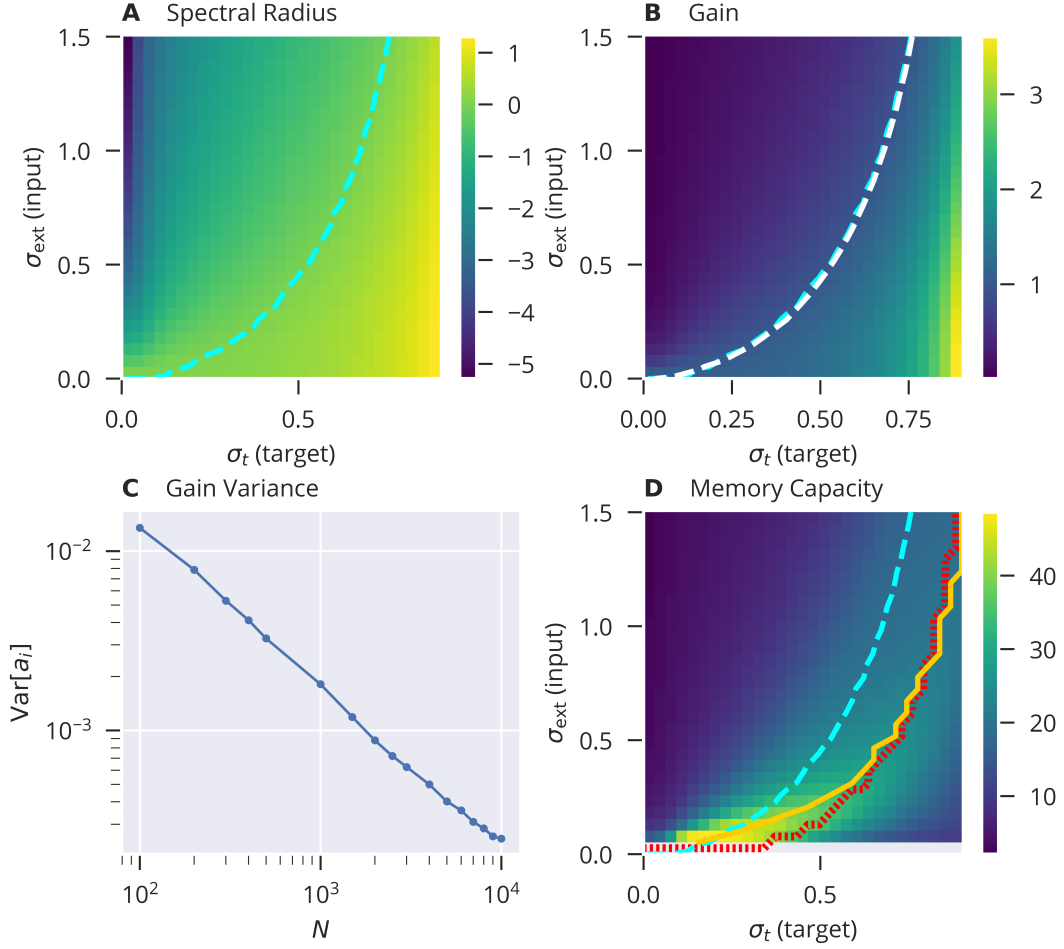 A Spectral Radius
1.5
1.0
0.5
0.0
σext (input)
0.0 0.5
σt (target)
1
0
−1
−2
−3
−4
−5
B Gain
1.5
1.0
0.5
0.0
σext (input)
0.00 0.25 0.50 0.75
σt (target)
3
2
1
C Gain Variance
10−2
10−3
Var[ai]
10² 10³ 10⁴
N
D Memory Capacity
1.5
1.0
0.5
0.0
σext (input)
0.0 0.5
σt (target)
40
30
20
10